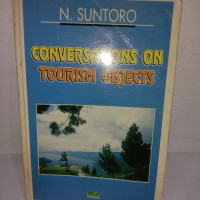 N. SUNTORO
CONVERSATIONS ON
TOURISM OBJECTS